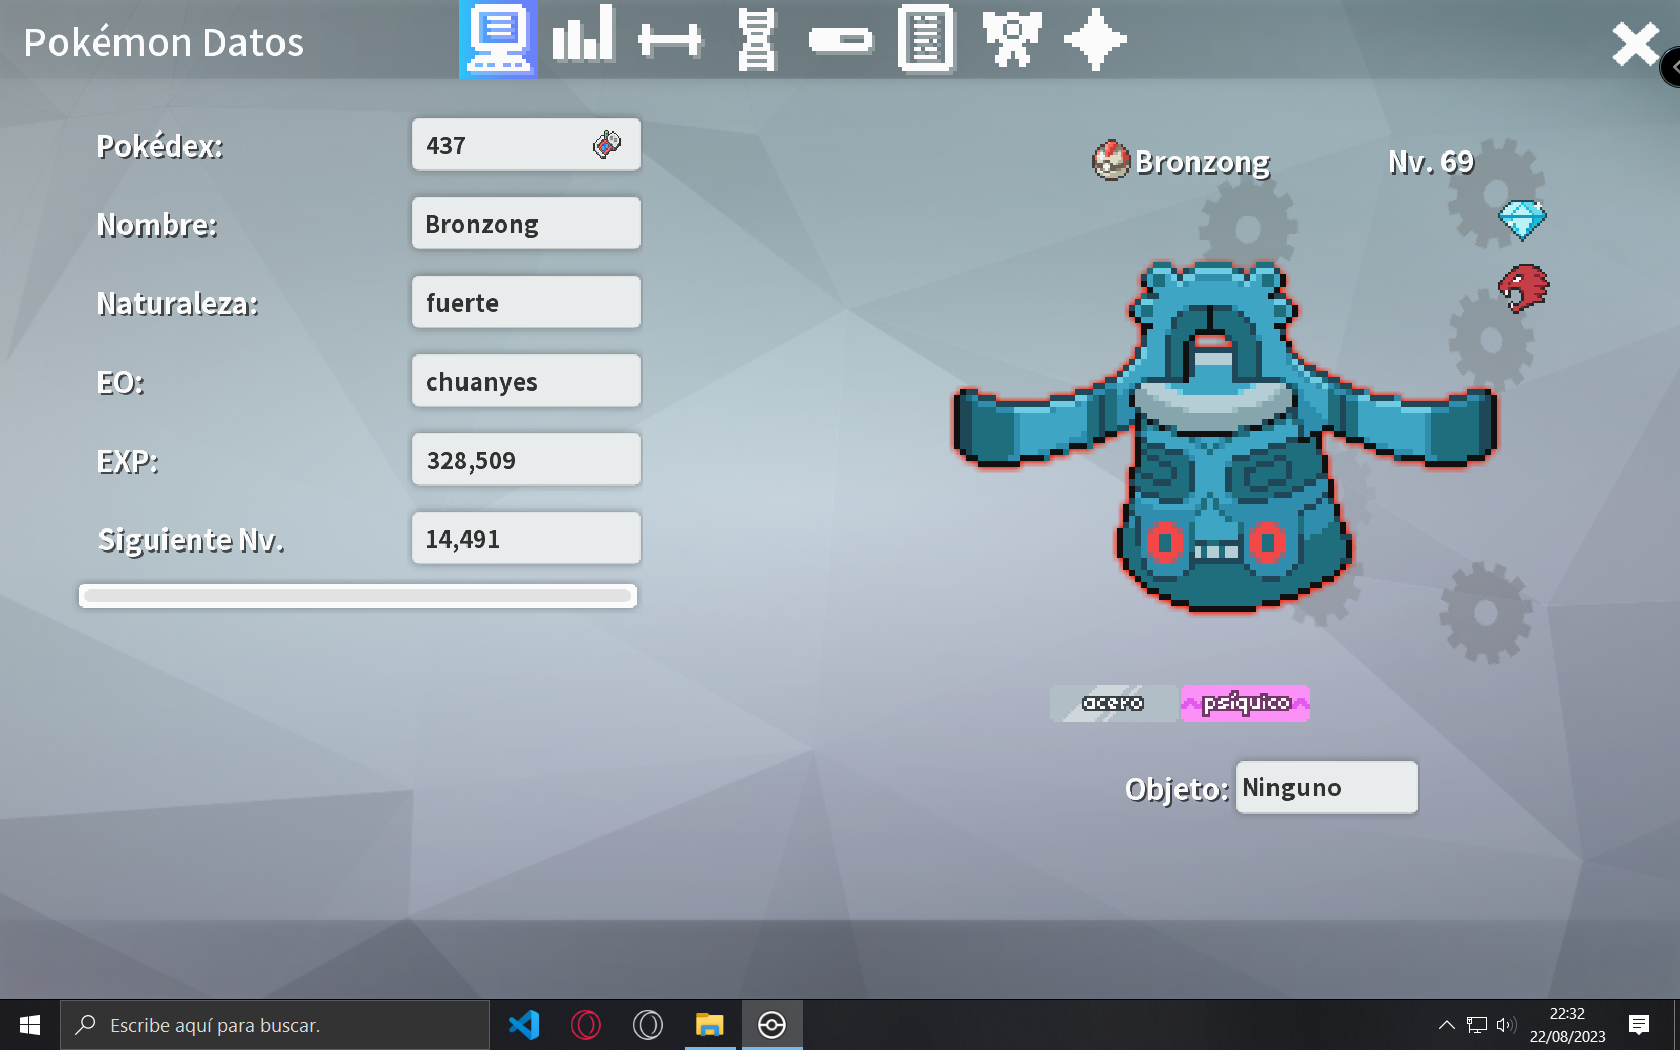 Pokémon Datos
Pokédex: 437
Nombre: Bronzong
Naturaleza: fuerte
EO: chuanyes
EXP: 328,509
Siguiente Nv. 14,491
Bronzong Nv. 69
acero psíquico
Objeto: Ninguno
Escribe aquí para buscar.
22:32
22/08/2023